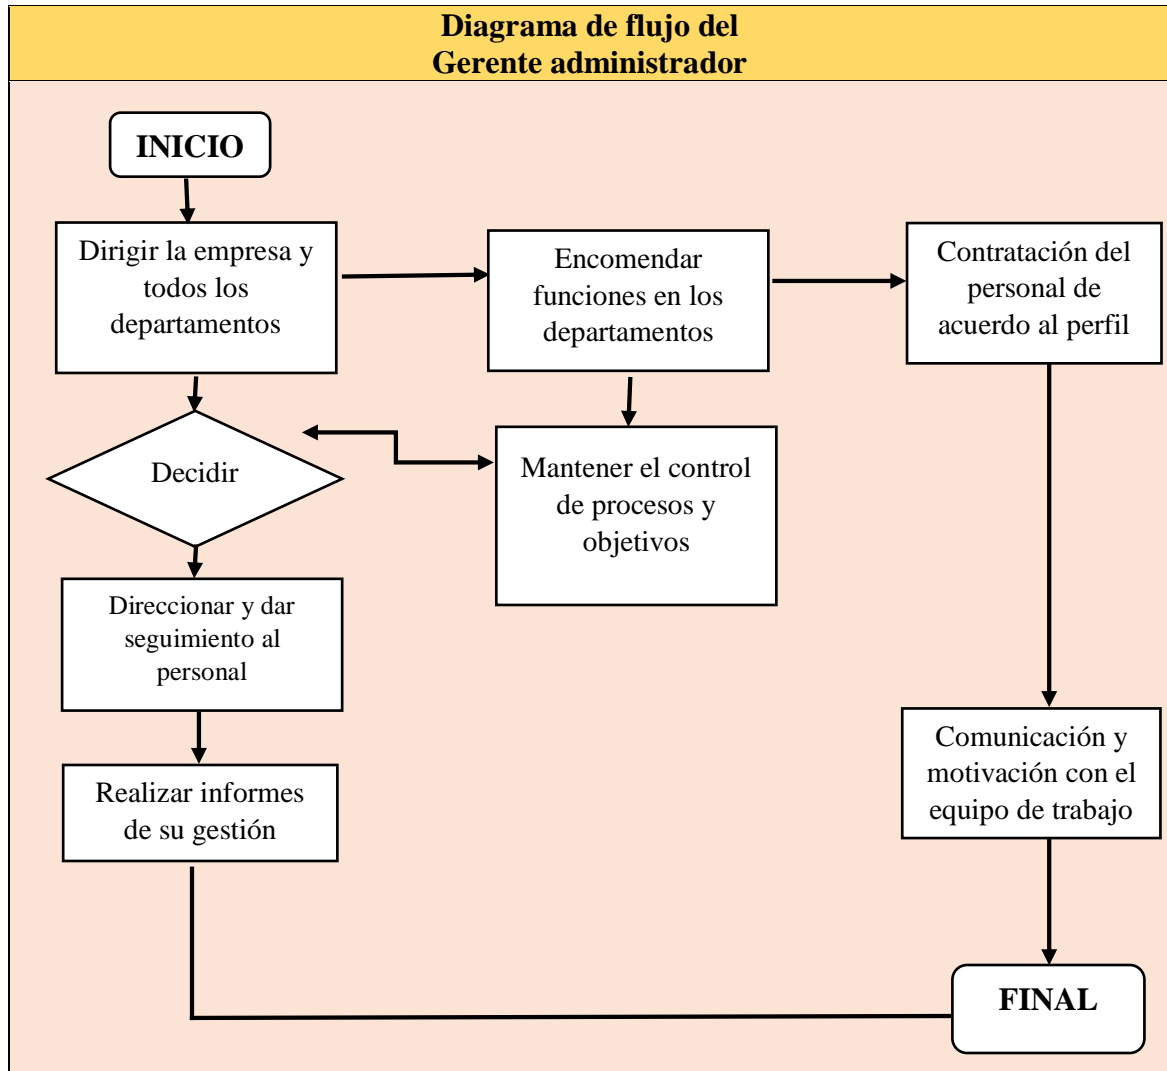 Diagrama de flujo del
Gerente administrador
INICIO
Dirigir la empresa y
todos los
departamentos
Encomendar
funciones en los
departamentos
Contratación del
personal de
acuerdo al perfil
Decidir
Mantener el control
de procesos y
objetivos
Direccionar y dar
seguimiento al
personal
Realizar informes
de su gestión
Comunicación y
motivación con el
equipo de trabajo
FINAL